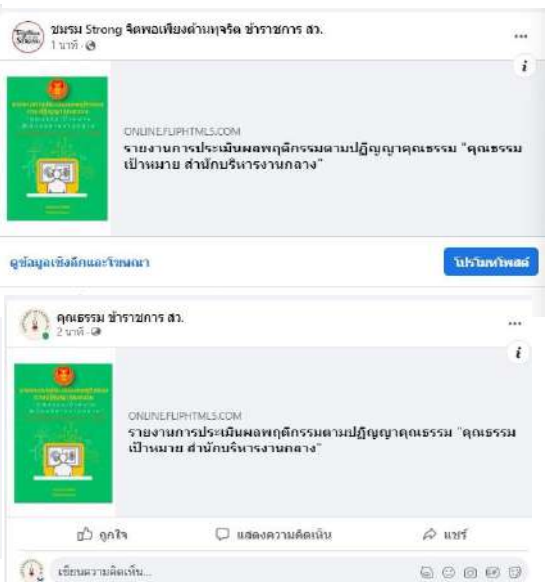 ชมรม Strong จิตพอเพียงต้านทุจริต ข้าราชการ สว.
1 นาที
ONLINE.FLIPHTML5.COM
รายงานการประเมินผลพฤติกรรมตามปฏิญญาคุณธรรม "คุณธรรม
เป้าหมาย สำนักบริหารงานกลาง"
ดูข้อมูลเชิงลึกและโฆษณา
โปรโมทโพสต์
คุณธรรม ข้าราชการ สว.
2 นาที
ONLINE.FLIPHTML5.COM
รายงานการประเมินผลพฤติกรรมตามปฏิญญาคุณธรรม "คุณธรรม
เป้าหมาย สำนักบริหารงานกลาง"
ถูกใจ
แสดงความคิดเห็น
แชร์
เขียนความคิดเห็น...